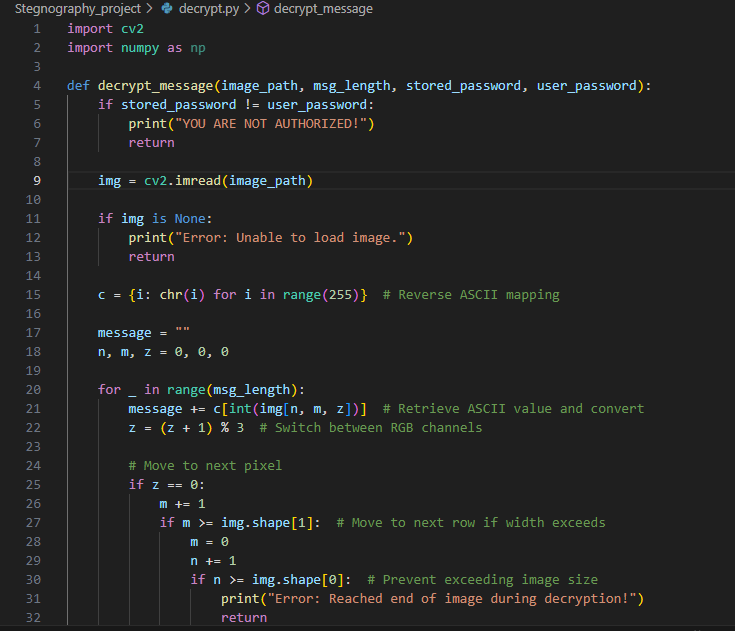 Stegnography_project > decrypt.py > decrypt_message
1 import cv2
2 import numpy as np
3
4 def decrypt_message(image_path, msg_length, stored_password, user_password):
5     if stored_password != user_password:
6         print("YOU ARE NOT AUTHORIZED!")
7         return
8
9     img = cv2.imread(image_path)
10
11     if img is None:
12         print("Error: Unable to load image.")
13         return
14
15     c = {i: chr(i) for i in range(255)}  # Reverse ASCII mapping
16
17     message = ""
18     n, m, z = 0, 0, 0
19
20     for _ in range(msg_length):
21         message += c[int(img[n, m, z])]  # Retrieve ASCII value and convert
22         z = (z + 1) % 3  # Switch between RGB channels
23
24         # Move to next pixel
25         if z == 0:
26             m += 1
27             if m >= img.shape[1]:  # Move to next row if width exceeds
28                 m = 0
29                 n += 1
30                 if n >= img.shape[0]:  # Prevent exceeding image size
31                     print("Error: Reached end of image during decryption!")
32                     return